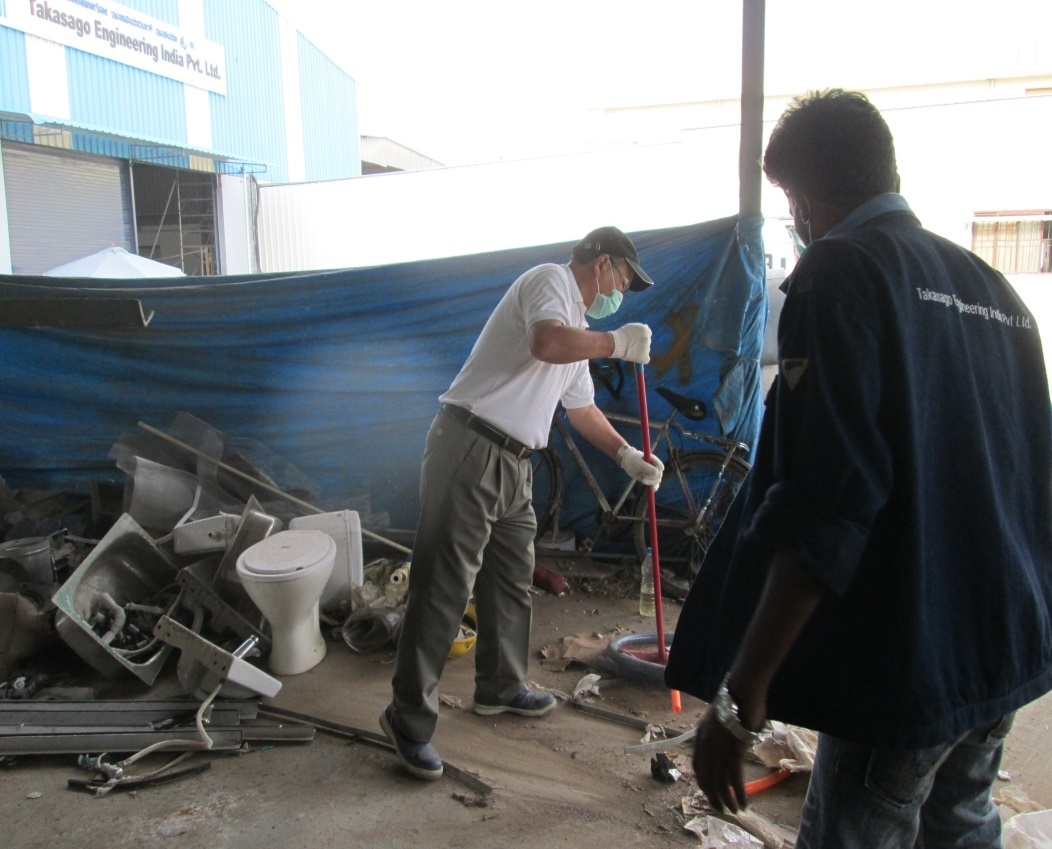 Takasago Engineering India Pvt. Ltd.
Takasago Engineering India Pvt Ltd.